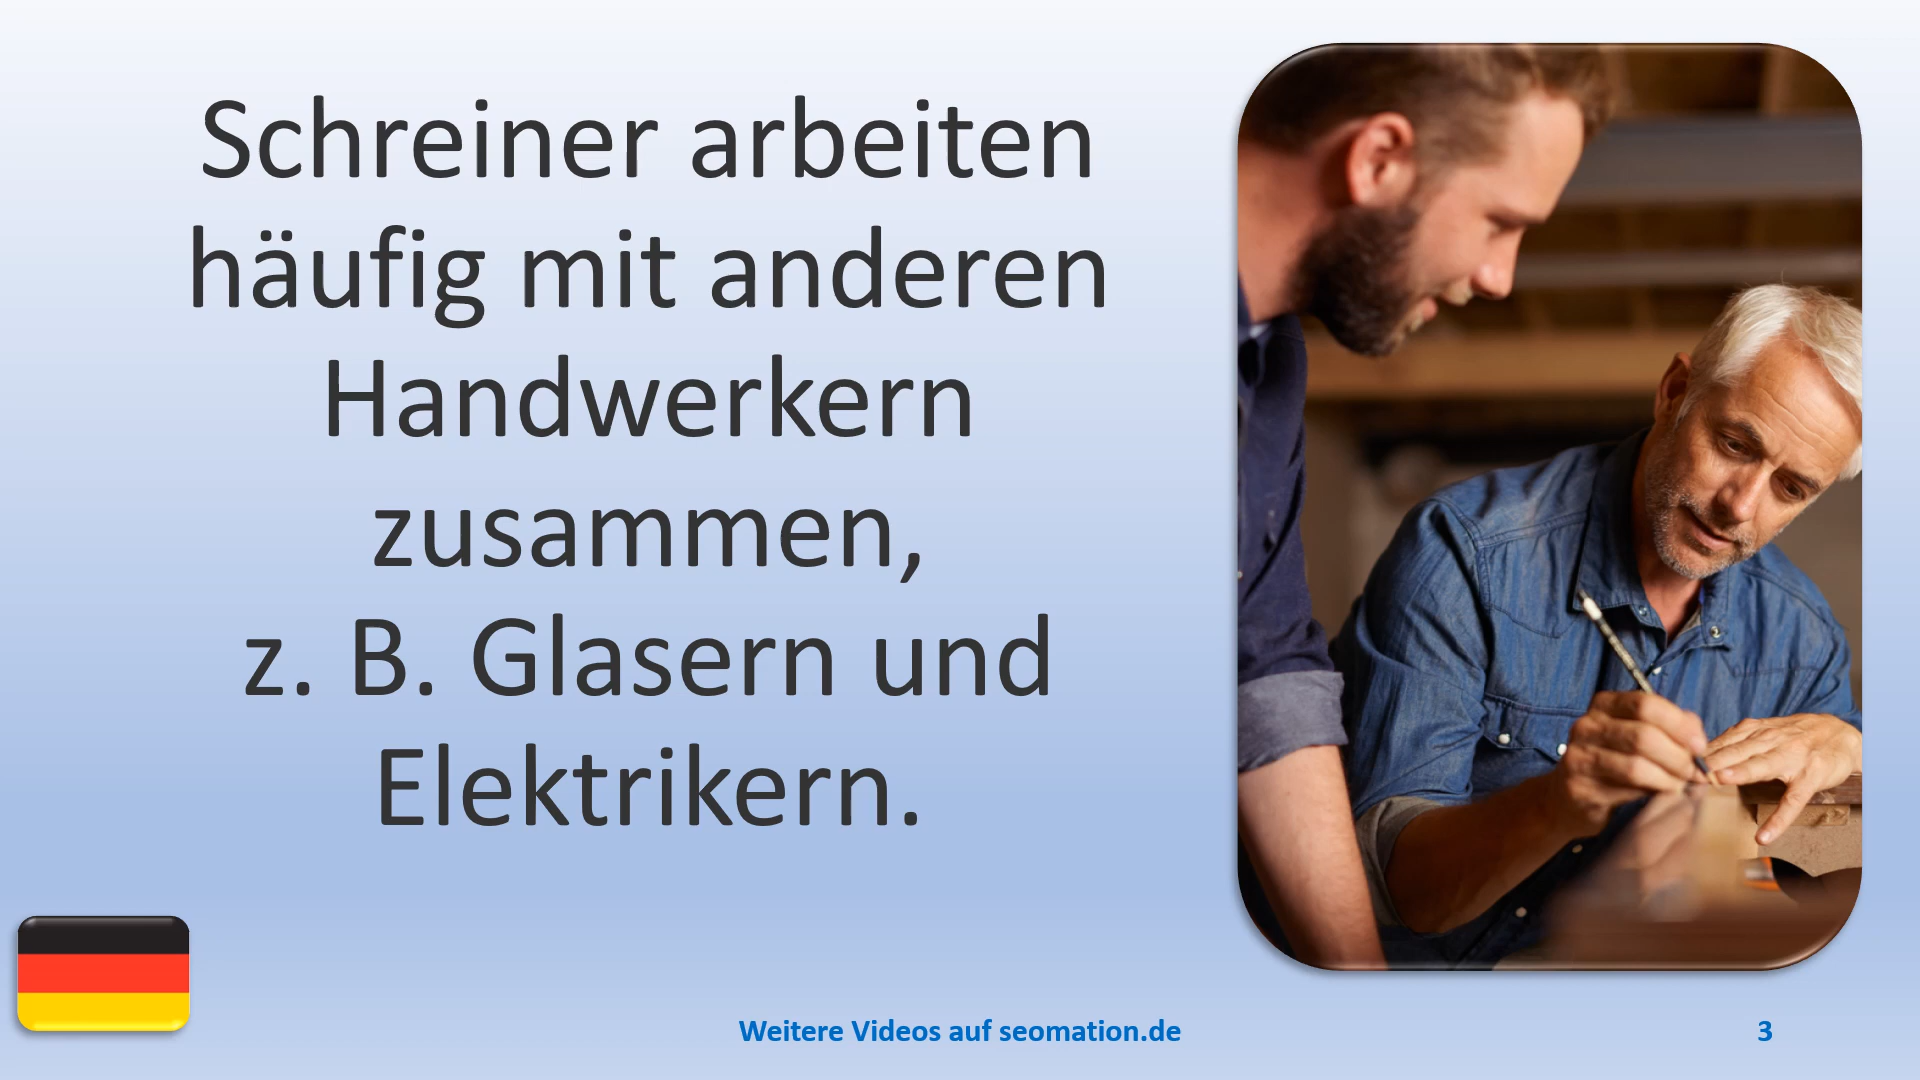 Schreiner arbeiten
häufig mit anderen
Handwerkern
zusammen,
z. B. Glasern und
Elektrikern.
Weitere Videos auf seomation.de
3